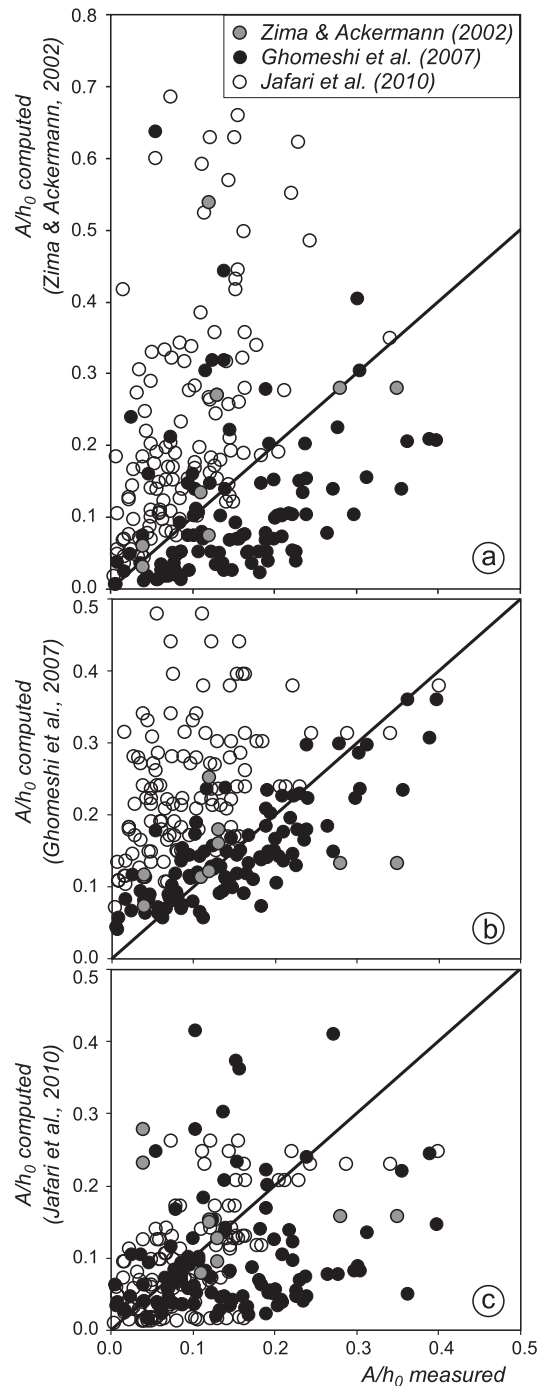 Zima & Ackermann (2002)
Ghomeshi et al. (2007)
Jafari et al. (2010)
A/h0 computed
(Zima & Ackermann, 2002)
0.8
0.7
0.6
0.5
0.4
0.3
0.2
0.1
0.0
a
A/h0 computed
(Ghomeshi et al., 2007)
0.5
0.4
0.3
0.2
0.1
0.0
b
A/h0 computed
(Jafari et al., 2010)
0.5
0.4
0.3
0.2
0.1
0.0
c
0.0 0.1 0.2 0.3 0.4 0.5
A/h0 measured